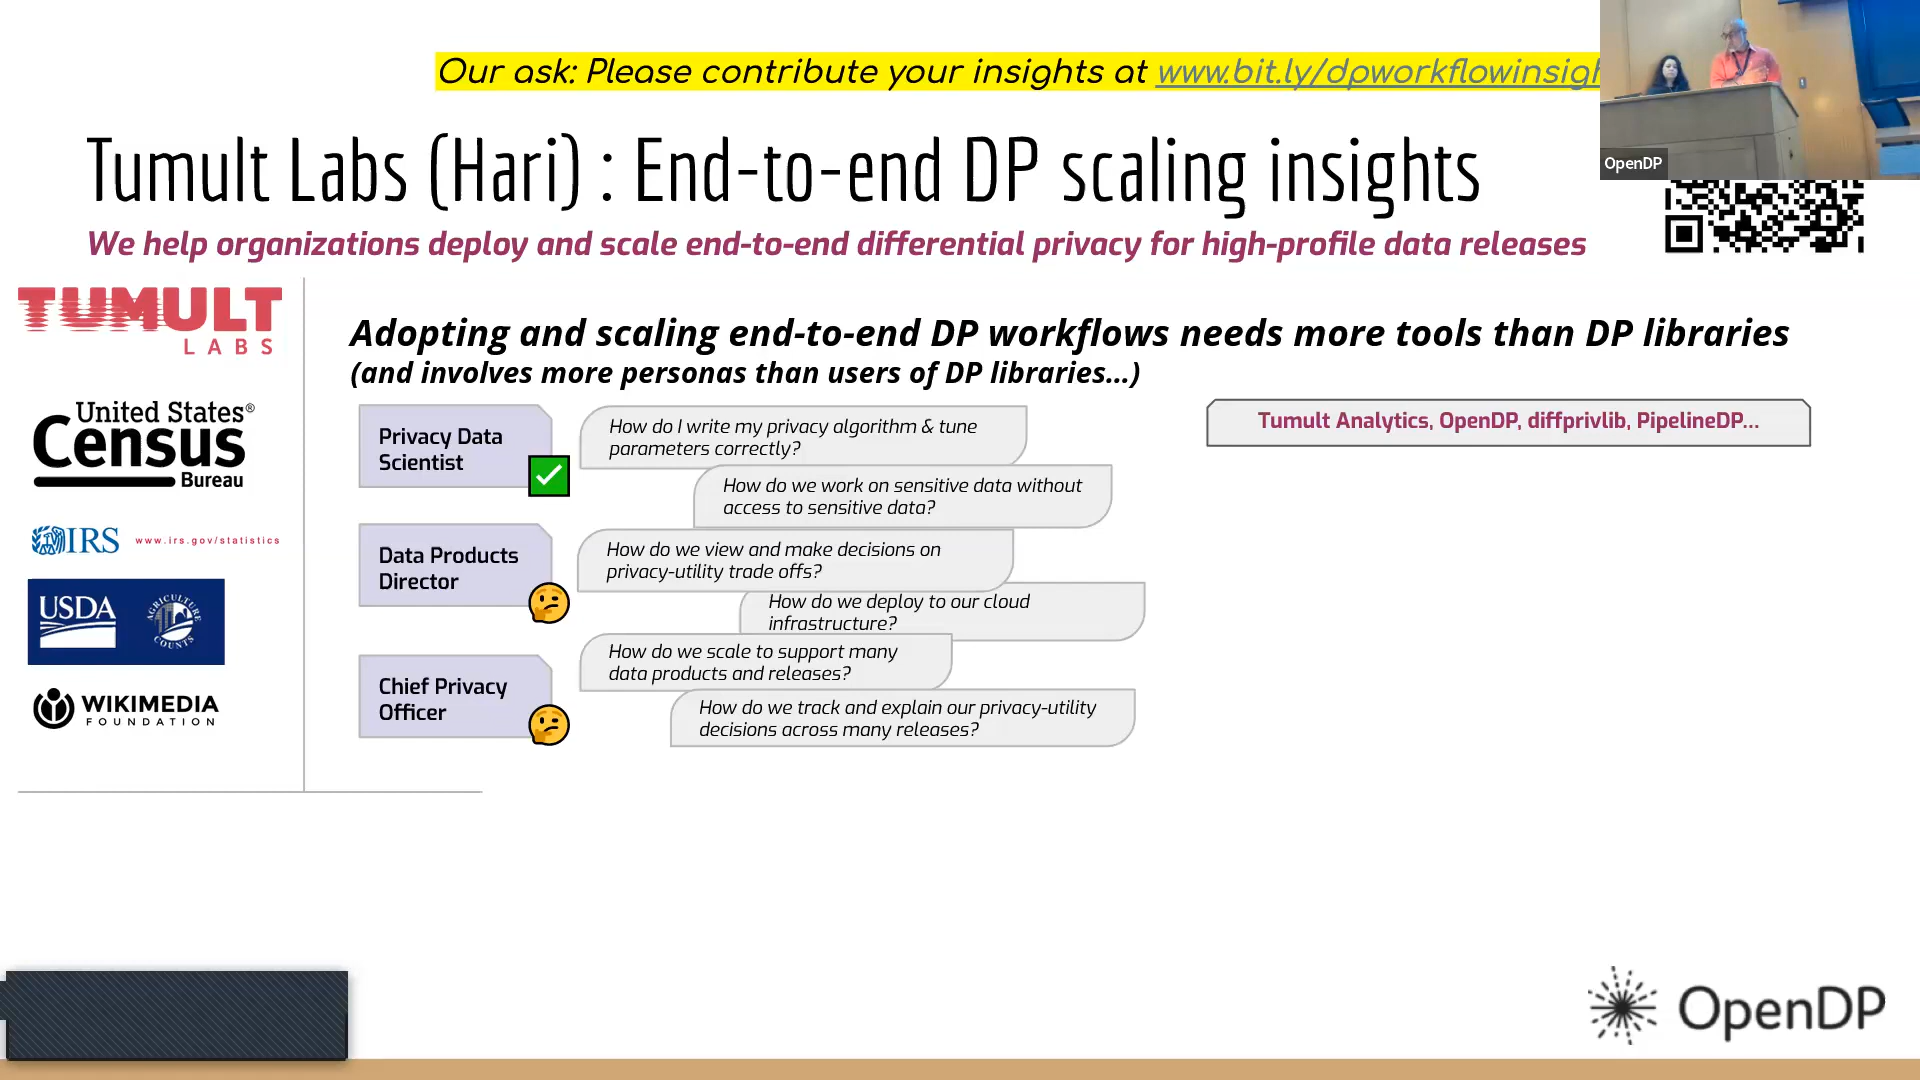 Our ask: Please contribute your insights at www.bit.ly/dpworkflowinsigh
OpenDP
Tumult Labs (Hari) : End-to-end DP scaling insights
We help organizations deploy and scale end-to-end differential privacy for high-profile data releases
TUMULT
LABS
United States®
Census
Bureau
IRS www.irs.gov/statistics
USDA
AGRICULTURE
COUNTS
WIKIMEDIA
FOUNDATION
Adopting and scaling end-to-end DP workflows needs more tools than DP libraries
(and involves more personas than users of DP libraries...)
Privacy Data
Scientist
How do I write my privacy algorithm & tune
parameters correctly?
How do we work on sensitive data without
access to sensitive data?
Tumult Analytics, OpenDP, diffprivlib, PipelineDP...
Data Products
Director
How do we view and make decisions on
privacy-utility trade offs?
How do we deploy to our cloud
infrastructure?
Chief Privacy
Officer
How do we scale to support many
data products and releases?
How do we track and explain our privacy-utility
decisions across many releases?
OpenDP